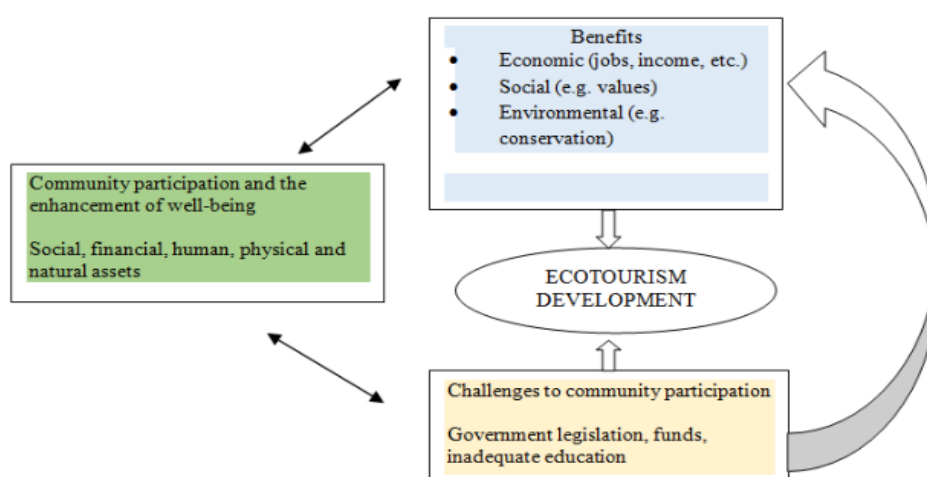 Benefits
• Economic (jobs, income, etc.)
• Social (e.g. values)
• Environmental (e.g.
conservation)
Community participation and the
enhancement of well-being
Social, financial, human, physical and
natural assets
ECOTOURISM
DEVELOPMENT
Challenges to community participation
Government legislation, funds,
inadequate education